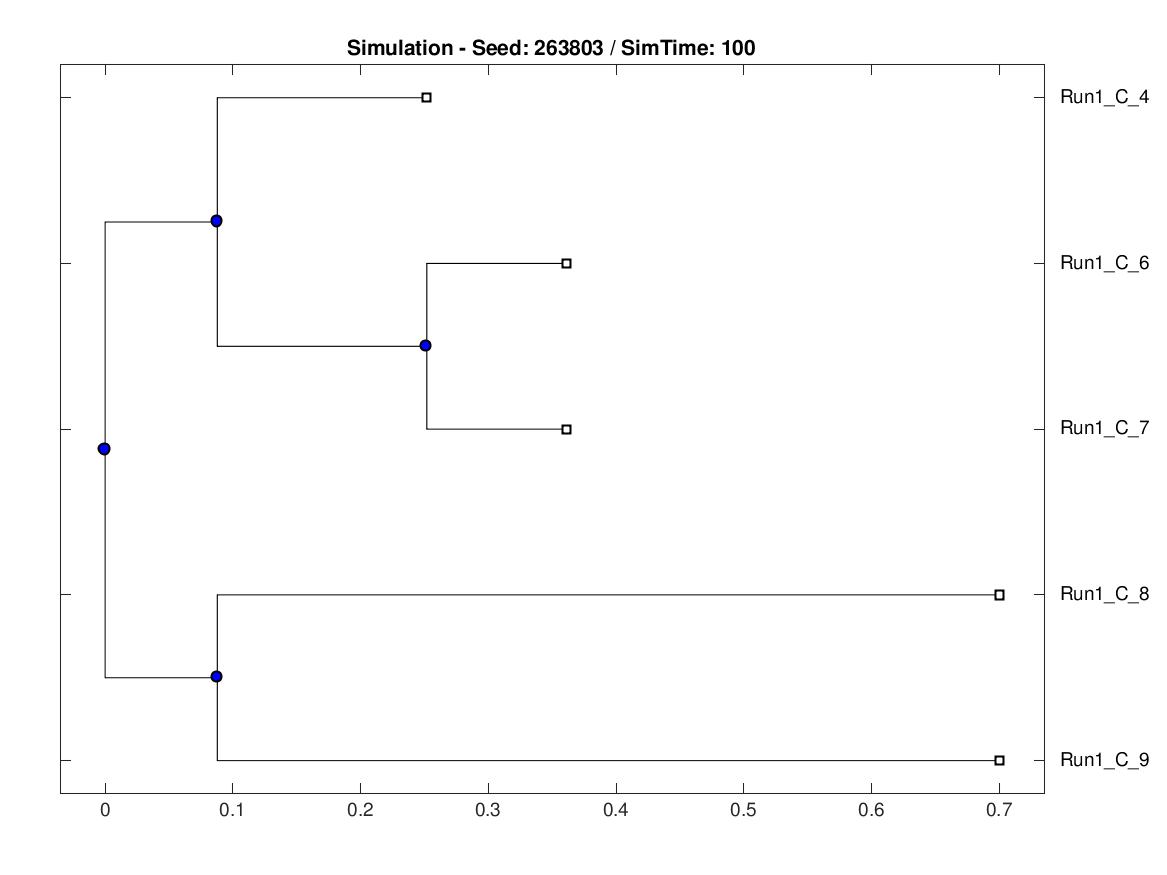 Simulation - Seed: 263803 / SimTime: 100
Run1_C_4
Run1_C_6
Run1_C_7
Run1_C_8
Run1_C_9
0 0.1 0.2 0.3 0.4 0.5 0.6 0.7